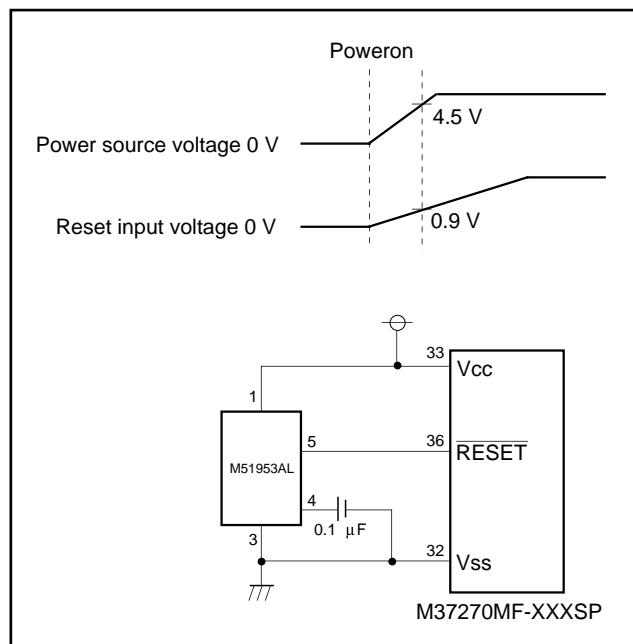 Poweron
4.5 V
Power source voltage 0 V
0.9 V
Reset input voltage 0 V
33
Vcc
1
5
36
RESET
M51953AL
4
0.1 μF
3
32
Vss
M37270MF-XXXSP